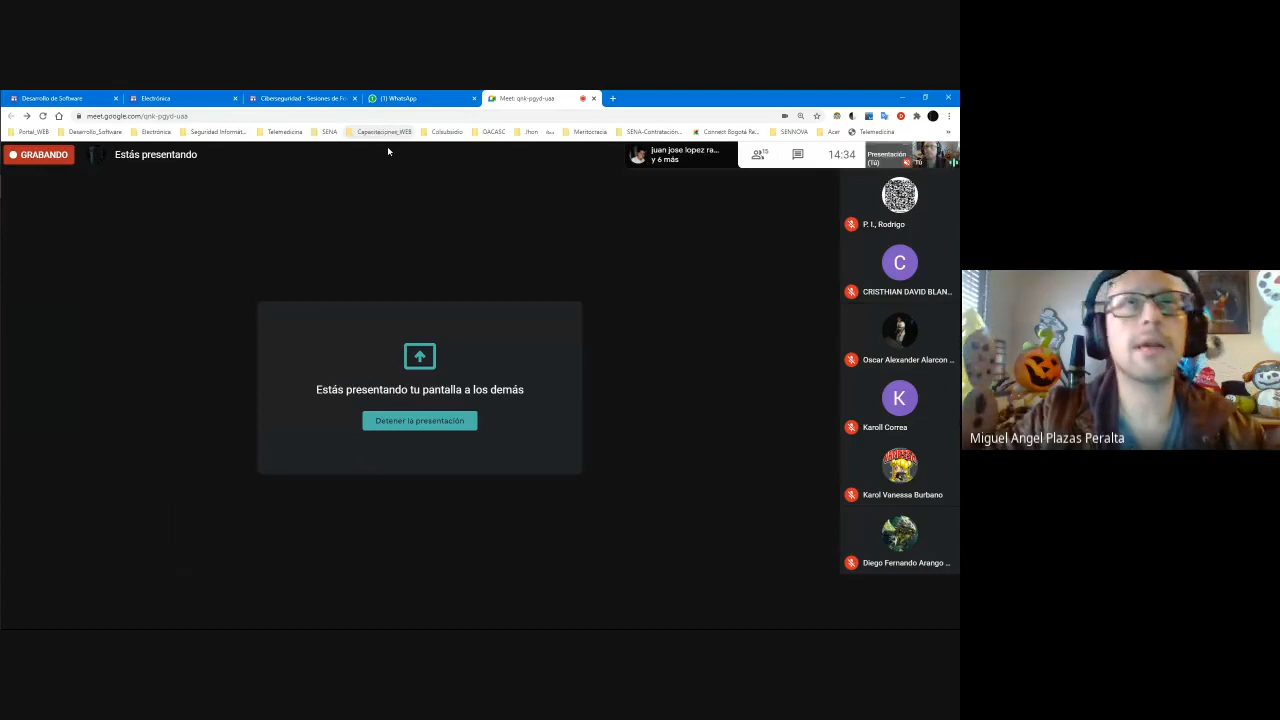 Desarrollo de Software
Electrónica
Ciberseguridad - Sesiones de Fo
(1) WhatsApp
Meet: qnk-pgyd-uaa
meet.google.com/qnk-pgyd-uaa
Portal_WEB
Desarrollo_Software
Electrónica
Seguridad Informát...
Telemedicina
SENA
Capacitaciones_WEB
Colsubsidio
DACASC
Jhon
Meritocracia
SENA-Contratación...
Connect Bogotá Re...
SENNOVA
Acer
Telemedicina
GRABANDO
Estás presentando
juan jose lopez ra...
y 6 más
15
14:34
Presentación
(Tú)
Tú
P. I., Rodrigo
C
CRISTHIAN DAVID BLAN...
Oscar Alexander Alarcon ...
K
Karoll Correa
Karol Vanessa Burbano
Diego Fernando Arango ...
Estás presentando tu pantalla a los demás
Detener la presentación
Miguel Angel Plazas Peralta